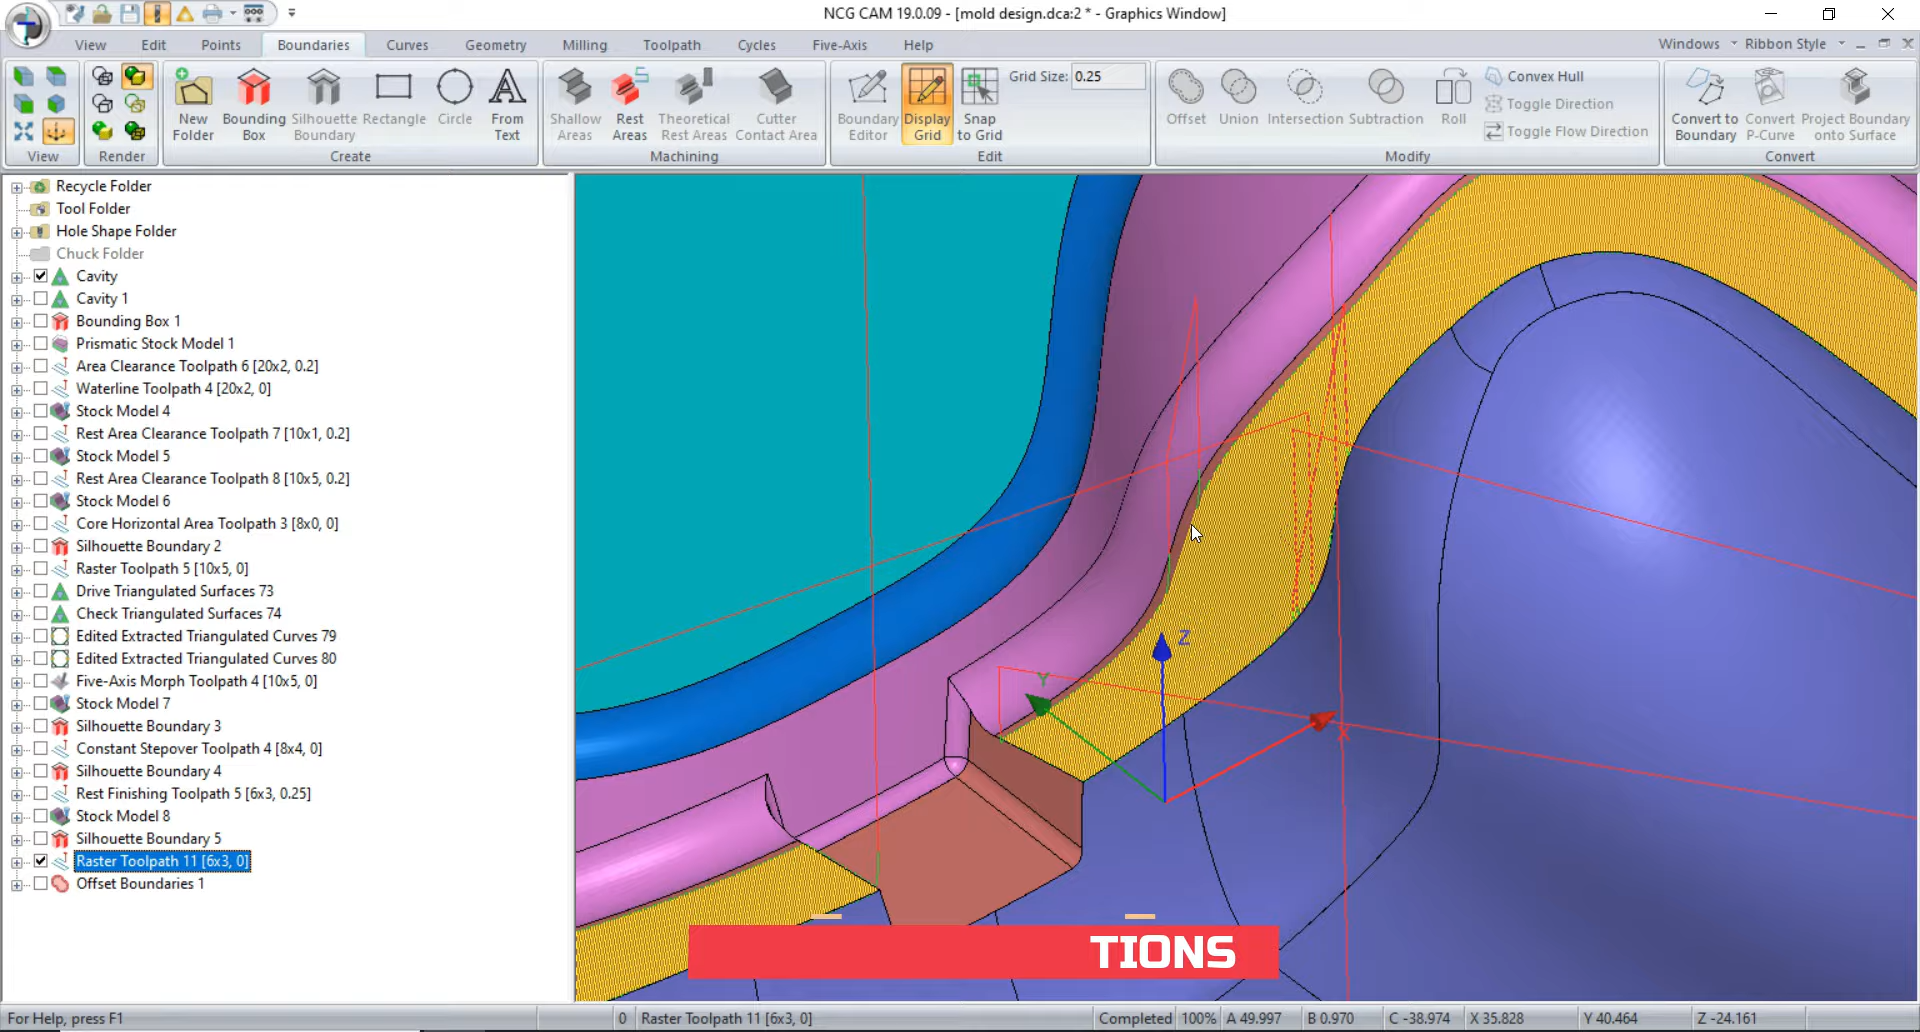 NCG CAM 19.0.09 - [mold design.dca:2 * - Graphics Window]
View Edit Points Boundaries Curves Geometry Milling Toolpath Cycles Five-Axis Help Windows Ribbon Style
New Folder
Bounding Box
Silhouette Boundary
Rectangle
Circle
From Text
Shallow Areas
Rest Areas
Theoretical Rest Areas
Cutter Contact Area
Boundary Editor
Display Grid
Snap to Grid
Grid Size: 0.25
Offset
Union
Intersection
Subtraction
Roll
Convex Hull
Toggle Direction
Toggle Flow Direction
Convert to Boundary
Convert P-Curve
Project Boundary onto Surface
View Render Create Machining Edit Modify Convert
Recycle Folder
Tool Folder
Hole Shape Folder
Chuck Folder
Cavity
Cavity 1
Bounding Box 1
Prismatic Stock Model 1
Area Clearance Toolpath 6 [20x2, 0.2]
Waterline Toolpath 4 [20x2, 0]
Stock Model 4
Rest Area Clearance Toolpath 7 [10x1, 0.2]
Stock Model 5
Rest Area Clearance Toolpath 8 [10x5, 0.2]
Stock Model 6
Core Horizontal Area Toolpath 3 [8x0, 0]
Silhouette Boundary 2
Raster Toolpath 5 [10x5, 0]
Drive Triangulated Surfaces 73
Check Triangulated Surfaces 74
Edited Extracted Triangulated Curves 79
Edited Extracted Triangulated Curves 80
Five-Axis Morph Toolpath 4 [10x5, 0]
Stock Model 7
Silhouette Boundary 3
Constant Stepover Toolpath 4 [8x4, 0]
Silhouette Boundary 4
Rest Finishing Toolpath 5 [6x3, 0.25]
Stock Model 8
Silhouette Boundary 5
Raster Toolpath 11 [6x3, 0]
Offset Boundaries 1
Z
Y
X
TIONS
For Help, press F1 0 Raster Toolpath 11 [6x3, 0] Completed 100% A 49.997 B 0.970 C -38.974 X 35.828 Y 40.464 Z -24.161